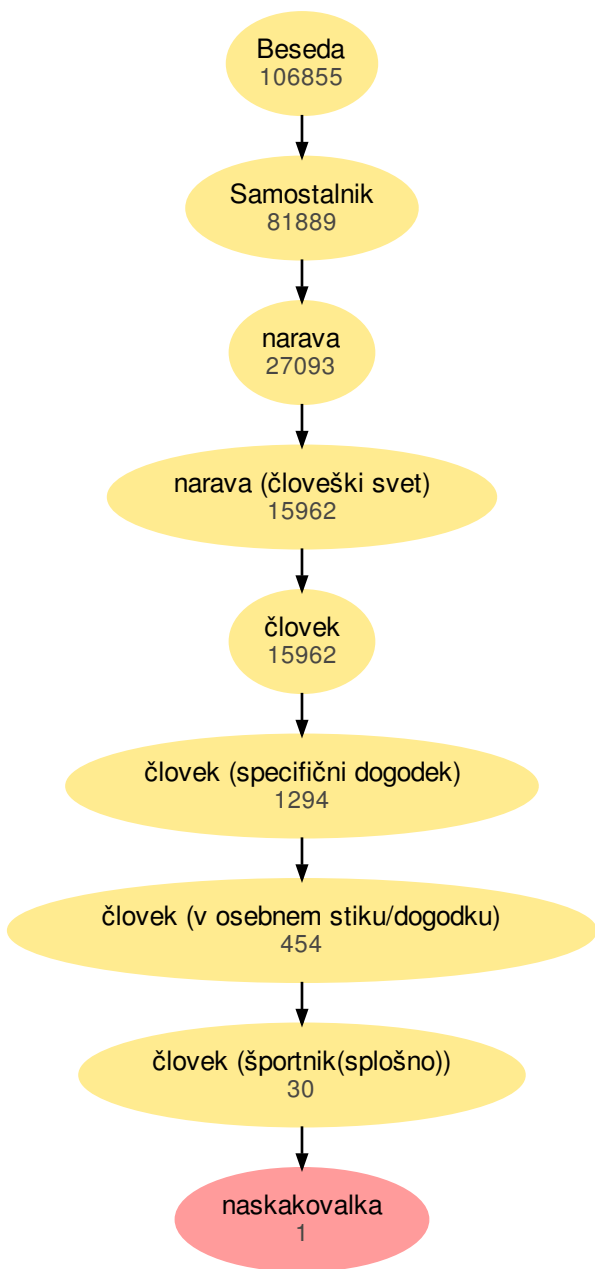 Beseda
106855
Samostalnik
81889
narava
27093
narava (človeški svet)
15962
človek
15962
človek (specifični dogodek)
1294
človek (v osebnem stiku/dogodku)
454
človek (športnik(splošno))
30
naskakovalka
1